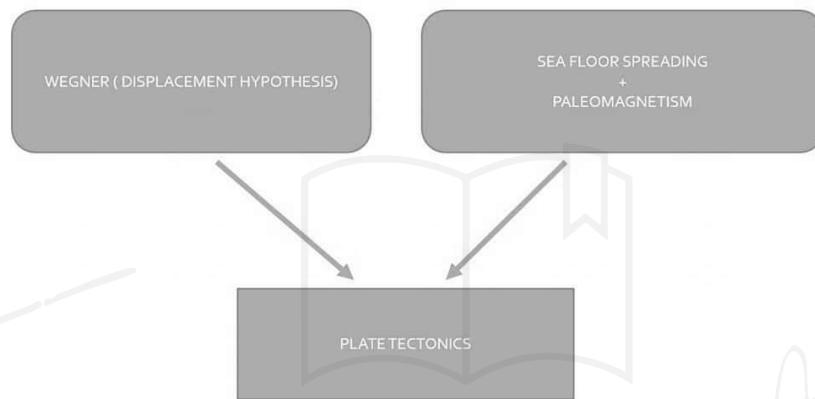 WEGNER ( DISPLACEMENT HYPOTHESIS)
SEA FLOOR SPREADING
+
PALEOMAGNETISM
PLATE TECTONICS